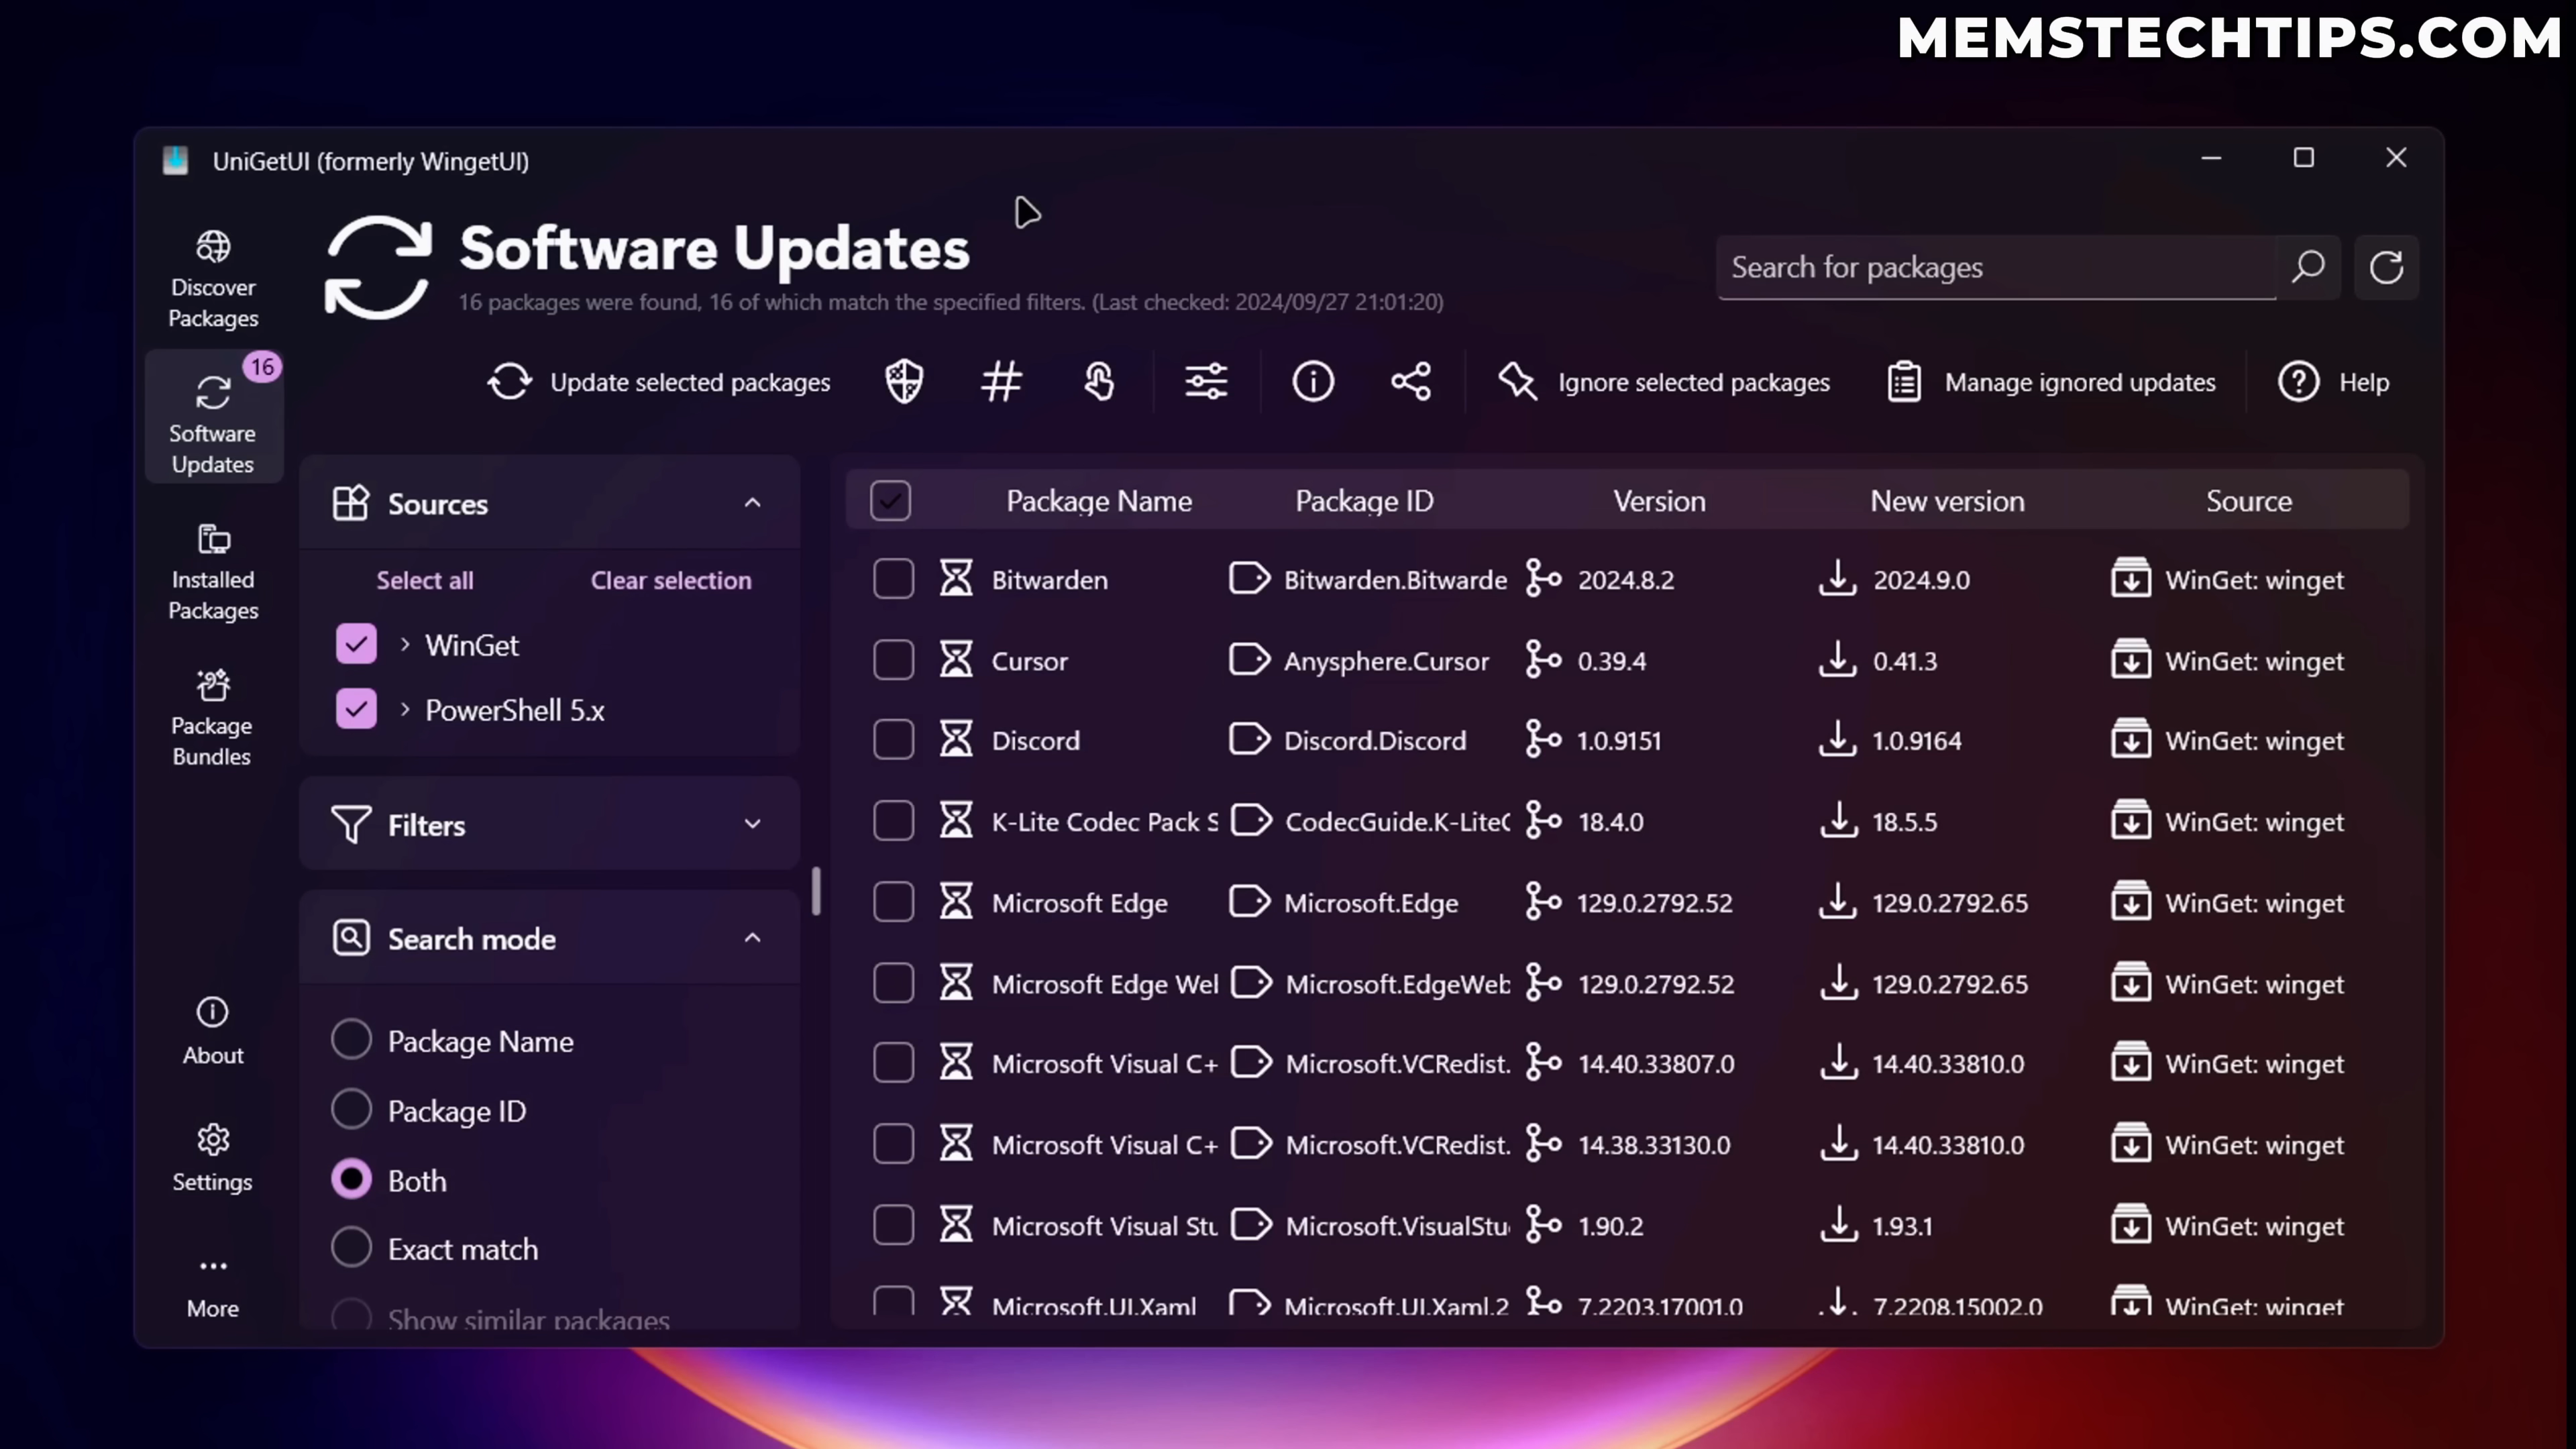 MEMSTECHTIPS.COM
UniGetUI (formerly WingetUI)
Software Updates
16 packages were found, 16 of which match the specified filters. (Last checked: 2024/09/27 21:01:20)
Search for packages
Discover
Packages
16
Software
Updates
Installed
Packages
Package
Bundles
About
Settings
More
Update selected packages
Ignore selected packages
Manage ignored updates
Help
Sources
Select all
Clear selection
WinGet
PowerShell 5.x
Filters
Search mode
Package Name
Package ID
Both
Exact match
Show similar packages
Package Name Package ID Version New version Source
Bitwarden Bitwarden.Bitwarde 2024.8.2 2024.9.0 WinGet: winget
Cursor Anysphere.Cursor 0.39.4 0.41.3 WinGet: winget
Discord Discord.Discord 1.0.9151 1.0.9164 WinGet: winget
K-Lite Codec Pack S CodecGuide.K-LiteC 18.4.0 18.5.5 WinGet: winget
Microsoft Edge Microsoft.Edge 129.0.2792.52 129.0.2792.65 WinGet: winget
Microsoft Edge Wel Microsoft.EdgeWeb 129.0.2792.52 129.0.2792.65 WinGet: winget
Microsoft Visual C+ Microsoft.VCRedist. 14.40.33807.0 14.40.33810.0 WinGet: winget
Microsoft Visual C+ Microsoft.VCRedist. 14.38.33130.0 14.40.33810.0 WinGet: winget
Microsoft Visual Stu Microsoft.VisualStu 1.90.2 1.93.1 WinGet: winget
Microsoft.UI.Xaml Microsoft.UI.Xaml.2 7.2203.17001.0 7.2208.15002.0 WinGet: winget